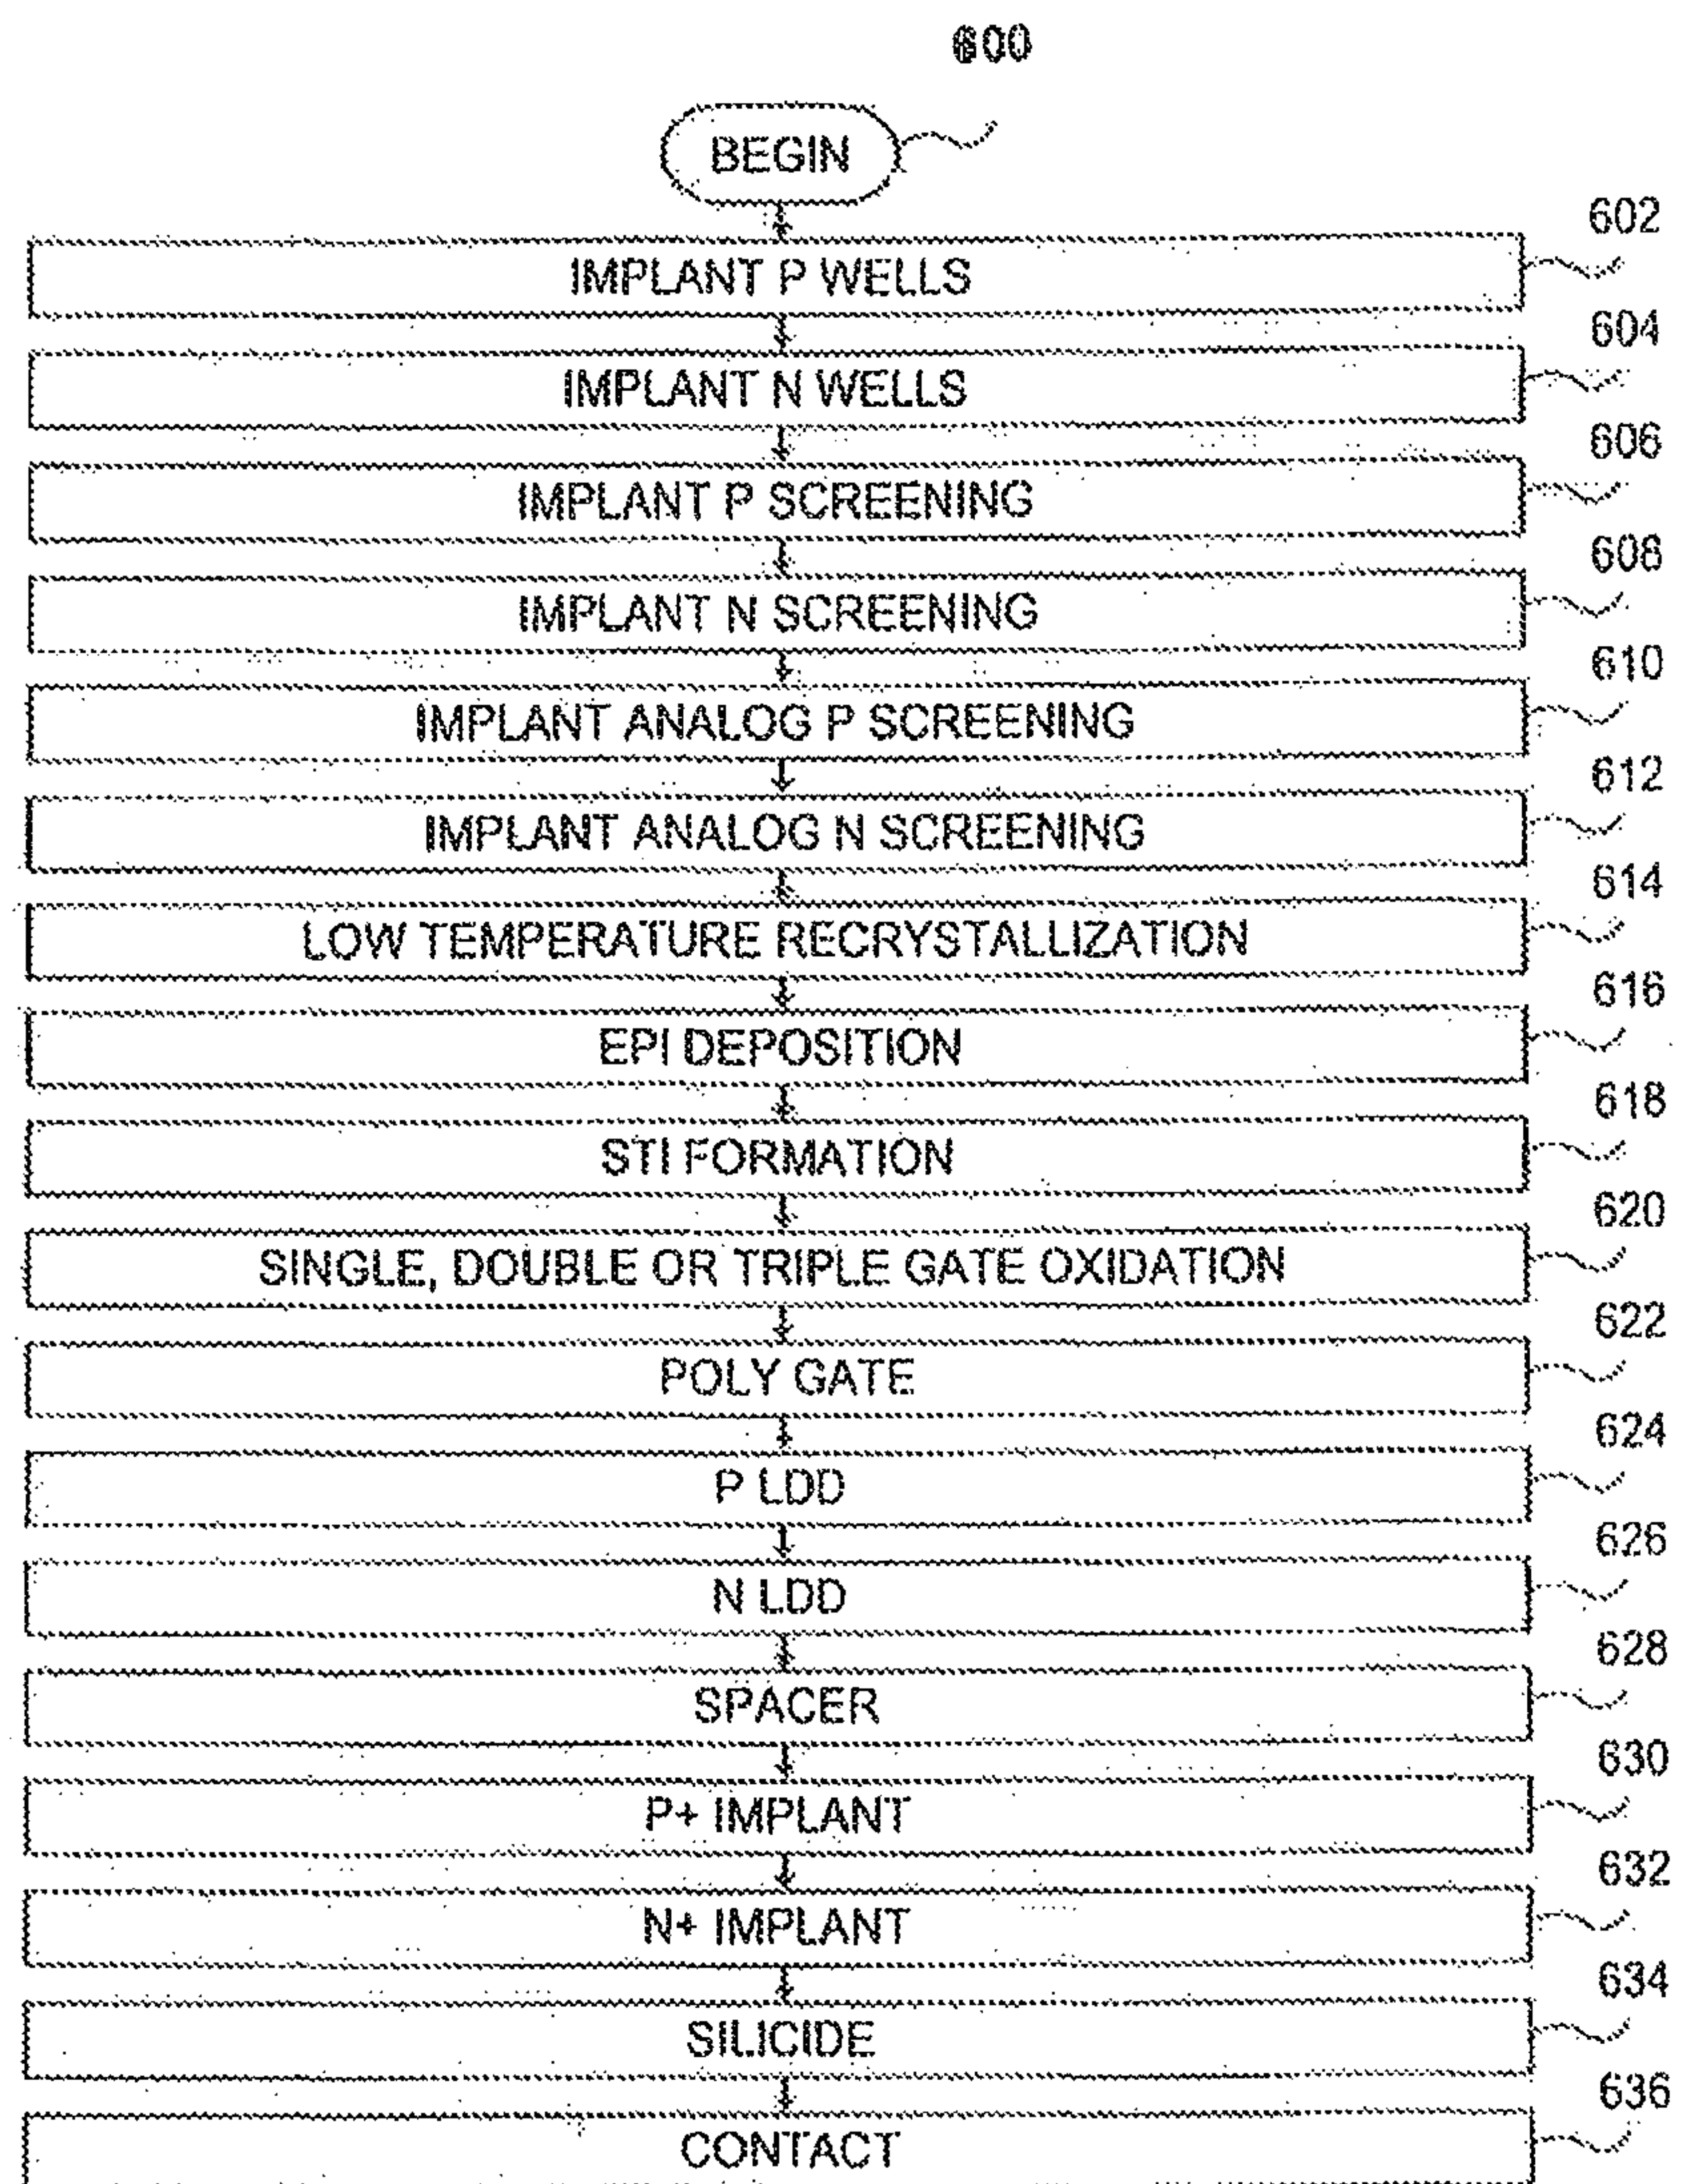 600
BEGIN
602
IMPLANT P WELLS
604
IMPLANT N WELLS
606
IMPLANT P SCREENING
608
IMPLANT N SCREENING
610
IMPLANT ANALOG P SCREENING
612
IMPLANT ANALOG N SCREENING
614
LOW TEMPERATURE RECRYSTALLIZATION
616
EPI DEPOSITION
618
STI FORMATION
620
SINGLE, DOUBLE OR TRIPLE GATE OXIDATION
622
POLY GATE
624
P LDD
626
N LDD
628
SPACER
630
P+ IMPLANT
632
N+ IMPLANT
634
SILICIDE
636
CONTACT